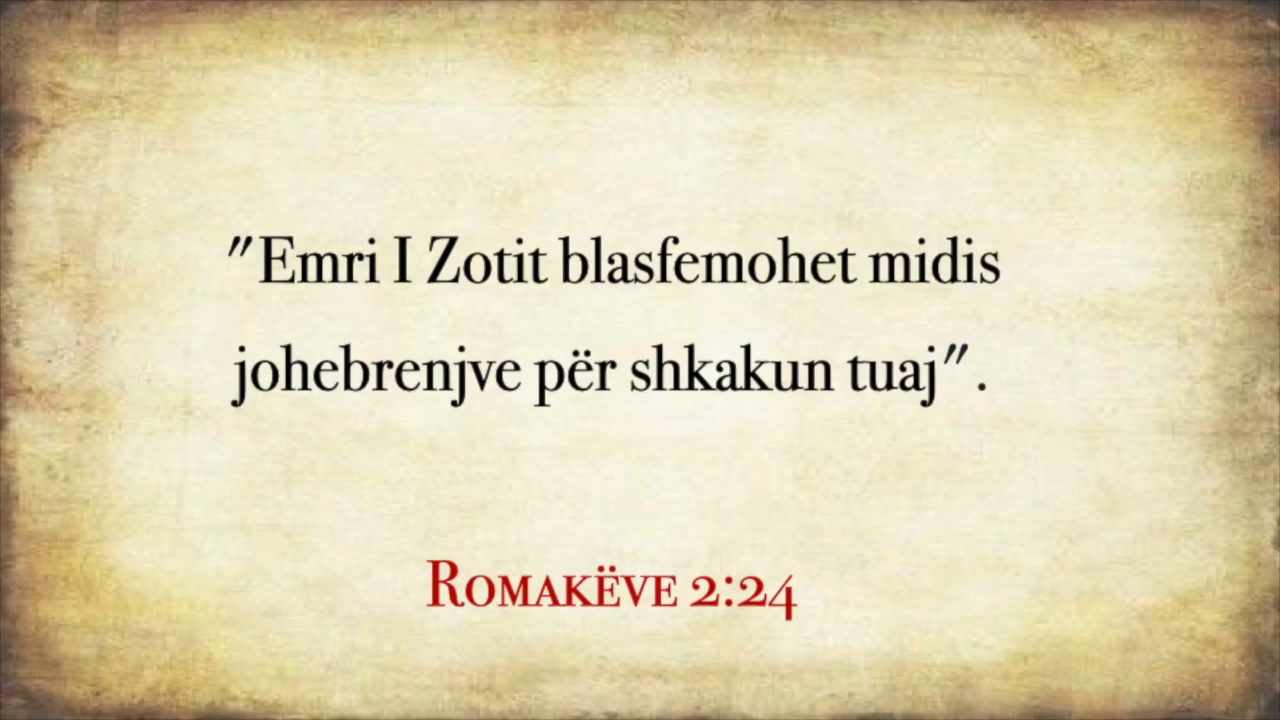 "Emri I Zotit blasfemohet midis
johebrenjve për shkakun tuaj".
Romakëve 2:24